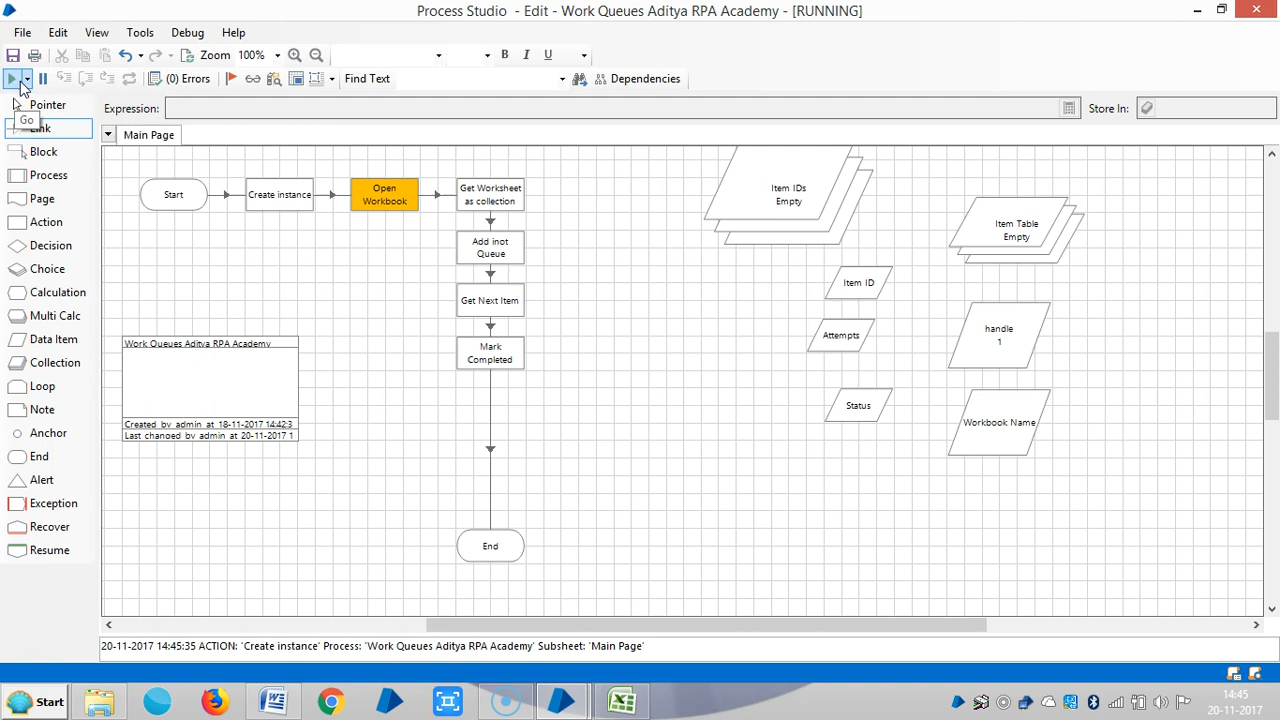 Process Studio - Edit - Work Queues Aditya RPA Academy - [RUNNING]
File Edit View Tools Debug Help
Zoom 100% B I U
(0) Errors Find Text Dependencies
Pointer
Go
Link
Block
Process
Page
Action
Decision
Choice
Calculation
Multi Calc
Data Item
Collection
Loop
Note
Anchor
End
Alert
Exception
Recover
Resume
Expression: Store In:
Main Page
Start
Create instance
Open
Workbook
Get Worksheet
as collection
Add inot
Queue
Get Next Item
Mark
Completed
End
Work Queues Aditya RPA Academy
Created by admin at 18-11-2017 14:42:3
Last changed by admin at 20-11-2017 1
Item IDs
Empty
Item Table
Empty
Item ID
Attempts
handle
1
Status
Workbook Name
20-11-2017 14:45:35 ACTION: 'Create instance' Process: 'Work Queues Aditya RPA Academy' Subsheet: 'Main Page'
Start
14:45
20-11-2017